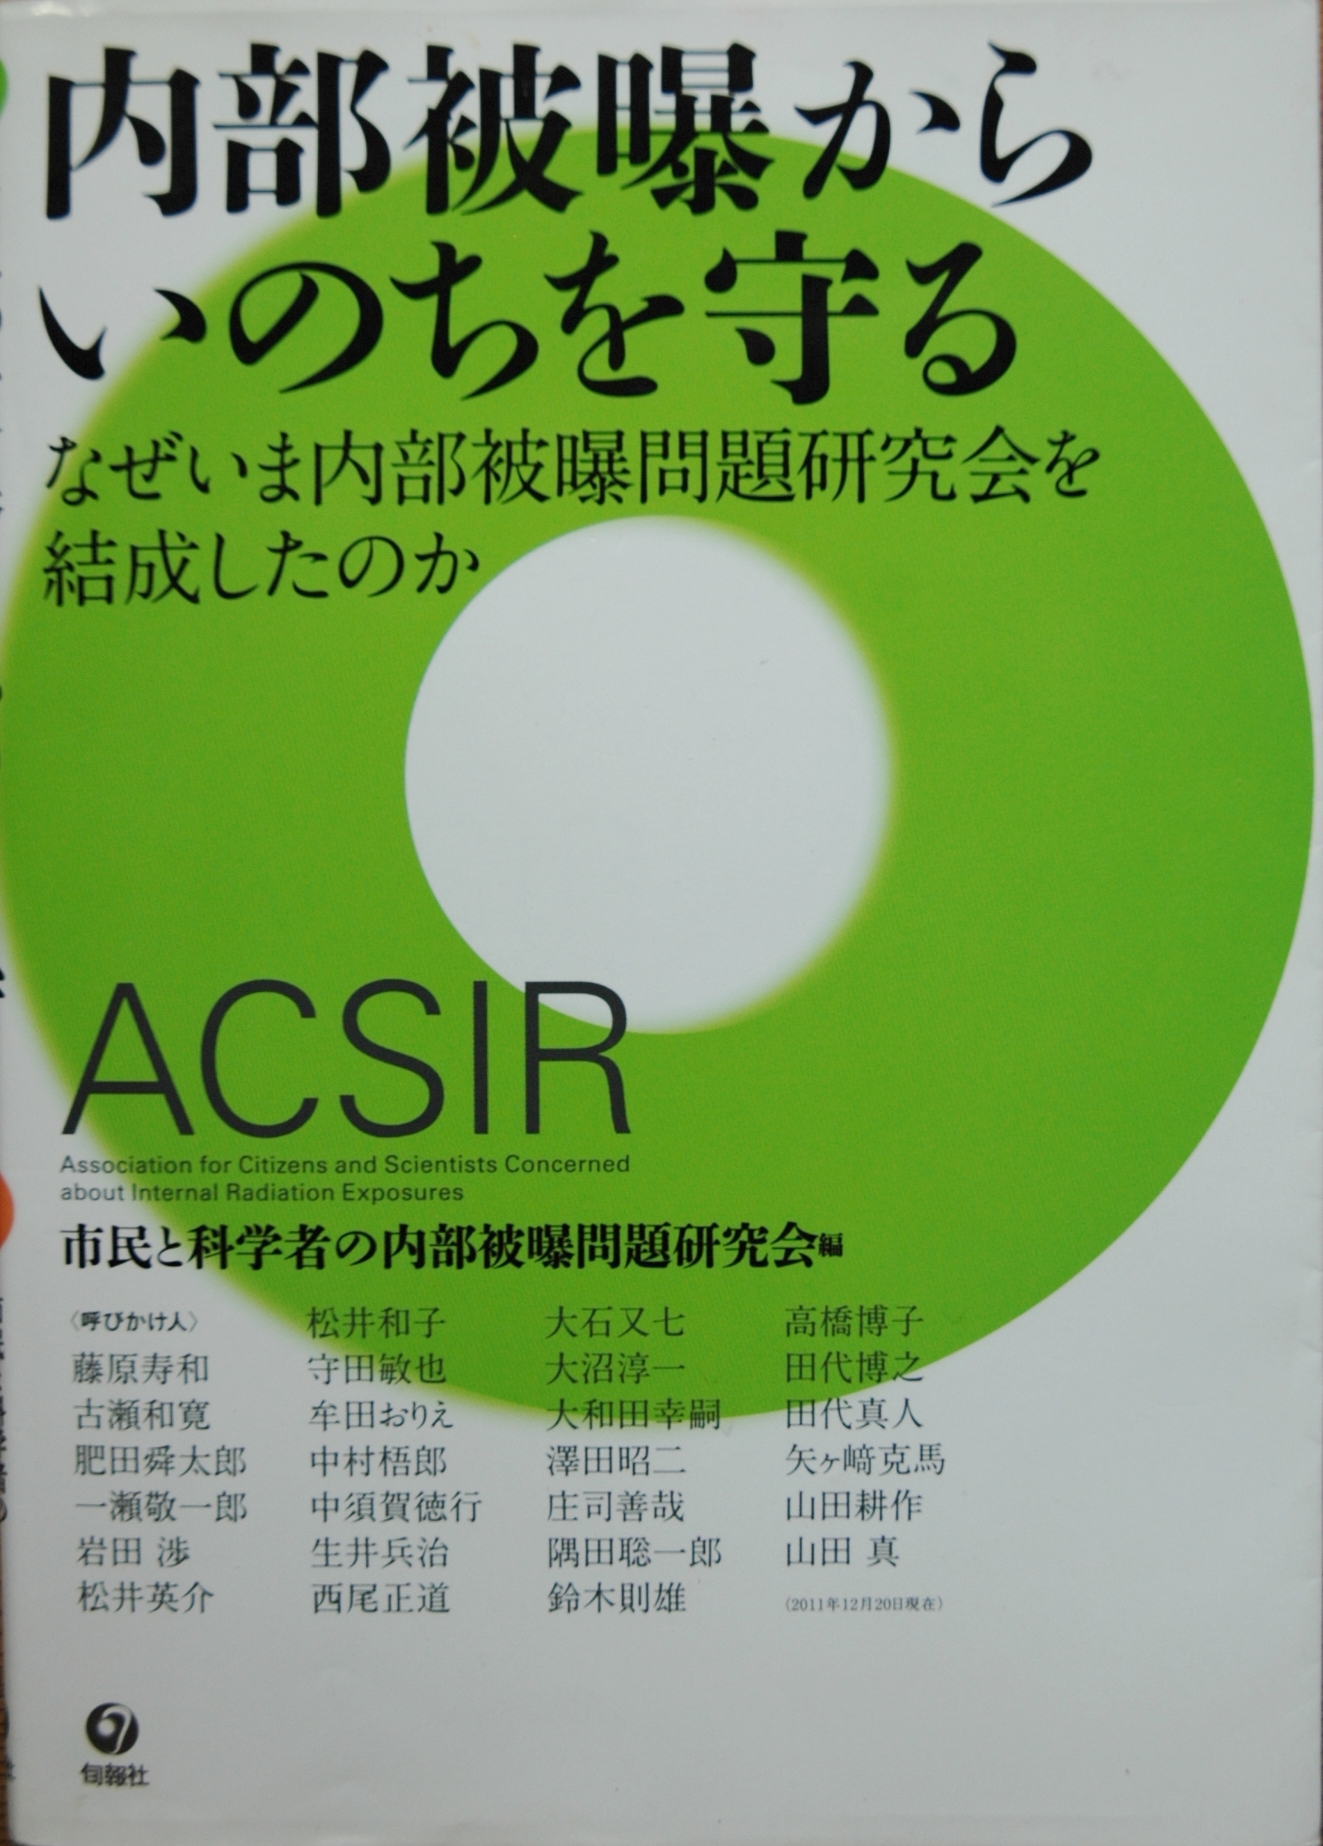 内部被曝から
いのちを守る
なぜいま内部被曝問題研究会を
結成したのか
ACSIR
Association for Citizens and Scientists Concerned
about Internal Radiation Exposures
市民と科学者の内部被曝問題研究会編
〈呼びかけ人〉
藤原寿和
古瀬和寛
肥田舜太郎
一瀬敬一郎
岩田 渉
松井英介
松井和子
守田敏也
牟田おりえ
中村梧郎
中須賀徳行
生井兵治
西尾正道
大石又七
大沼淳一
大和田幸嗣
澤田昭二
庄司善哉
隅田聡一郎
鈴木則雄
高橋博子
田代博之
田代真人
矢ヶ﨑克馬
山田耕作
山田 真
（2011年12月20日現在）
旬報社